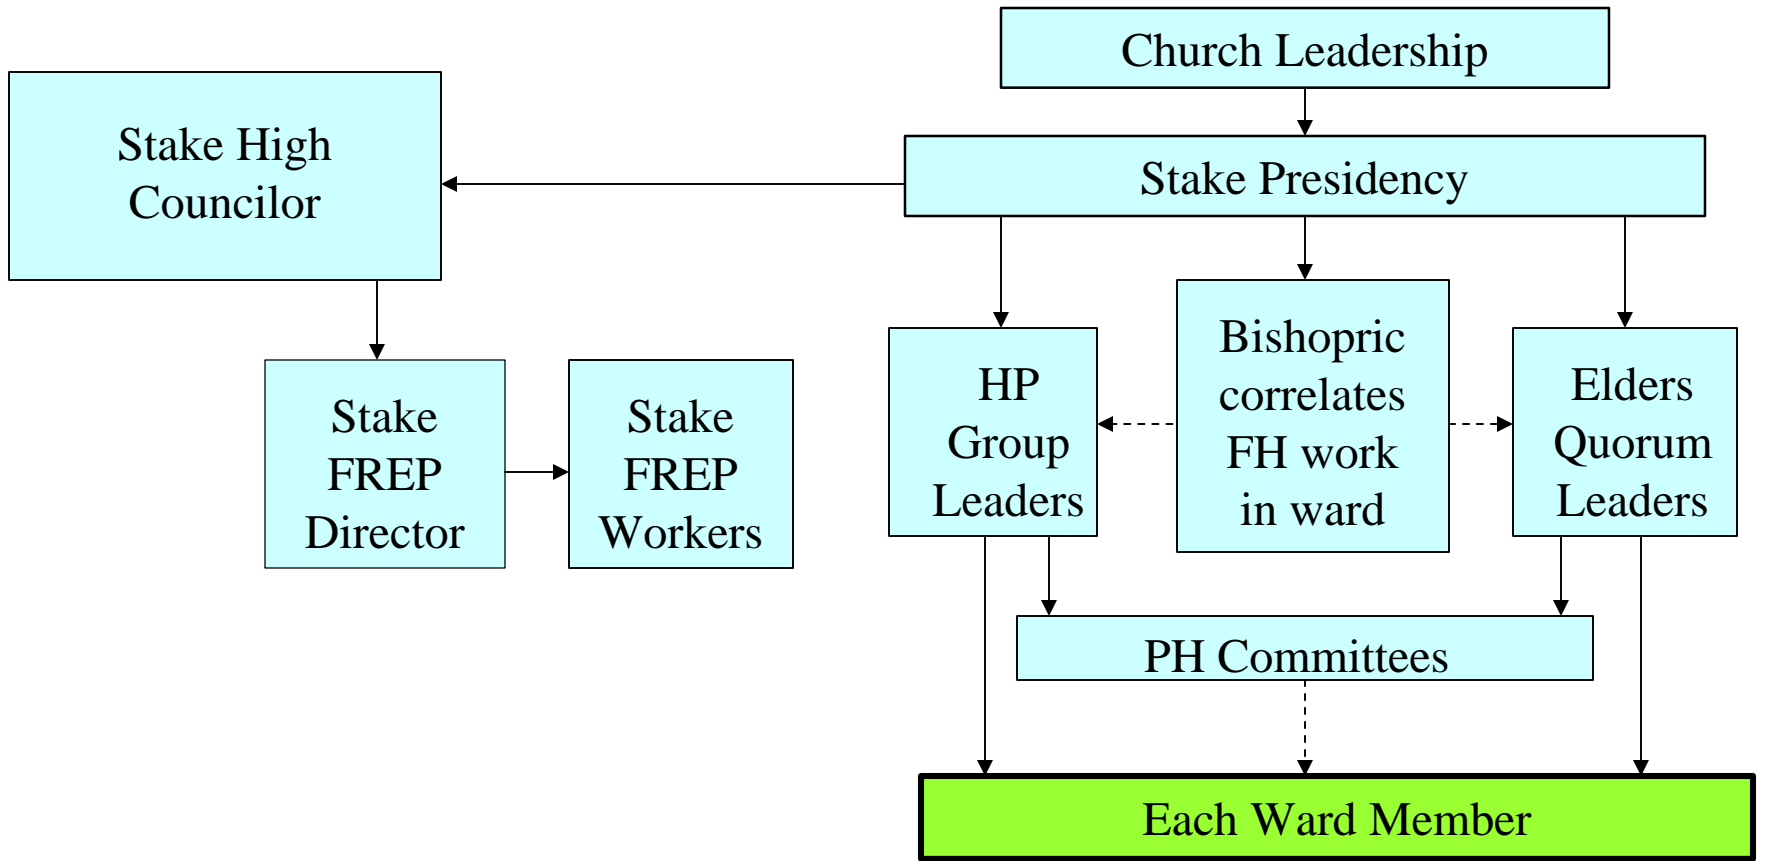 Church Leadership
Stake High
Councilor
Stake Presidency
Stake
FREP
Director
Stake
FREP
Workers
HP
Group
Leaders
Bishopric
correlates
FH work
in ward
Elders
Quorum
Leaders
PH Committees
Each Ward Member